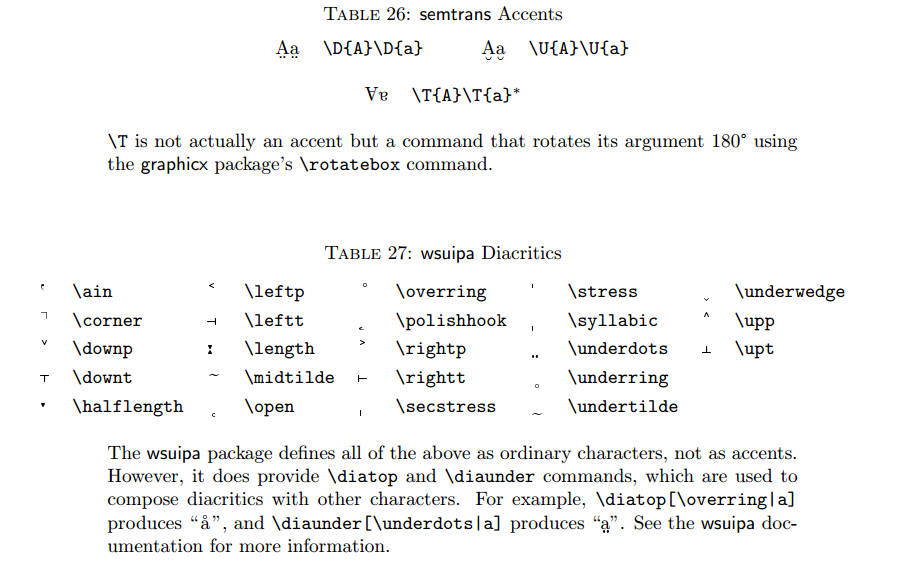 TABLE 26: semtrans Accents
A̤a̤ \D{A}\D{a} A̮a̮ \U{A}\U{a}
∀ɐ \T{A}\T{a}*
\T is not actually an accent but a command that rotates its argument 180° using
the graphicx package's \rotatebox command.
TABLE 27: wsuipa Diacritics
\ain \leftp \overring \stress \underwedge
\corner \leftt \polishhook \syllabic \upp
\downp \length \rightp \underdots \upt
\downt \midtilde \rightt \underring
\halflength \open \secstress \undertilde
The wsuipa package defines all of the above as ordinary characters, not as accents.
However, it does provide \diatop and \diaunder commands, which are used to
compose diacritics with other characters. For example, \diatop[\overring|a]
produces “å”, and \diaunder[\underdots|a] produces “a̤”. See the wsuipa doc-
umentation for more information.